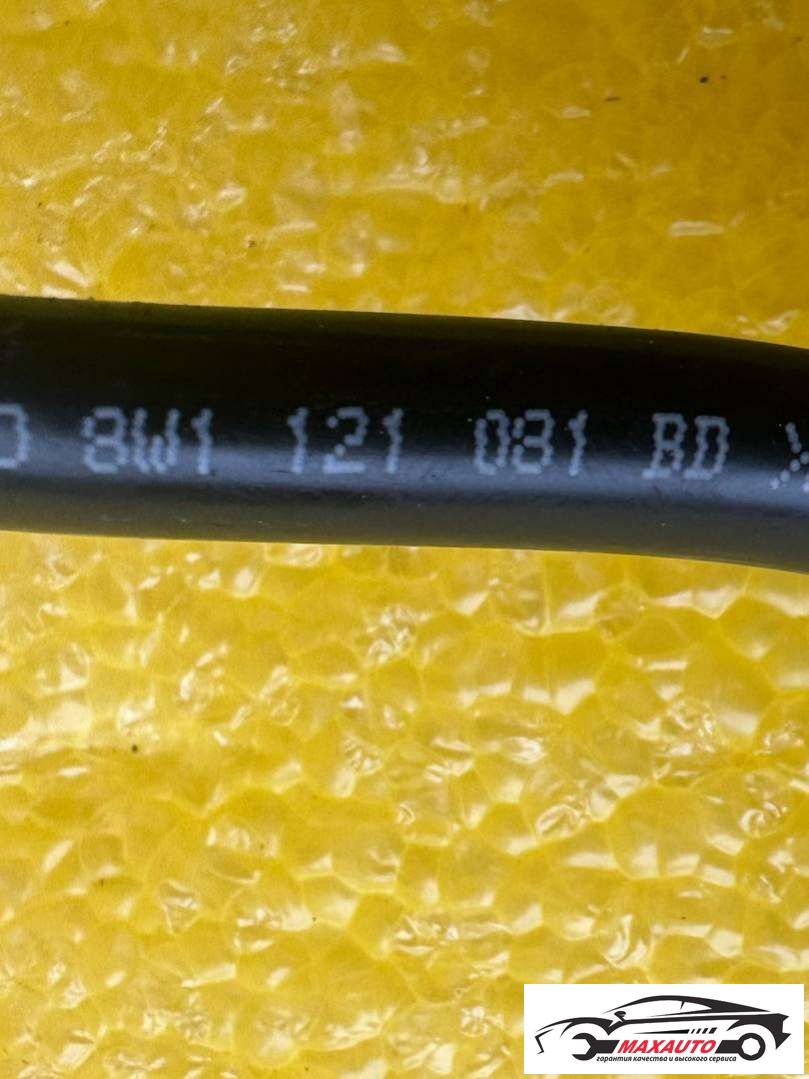 8W1 121 081 BD
MAXAUTO
гарантия качества и высокого сервиса